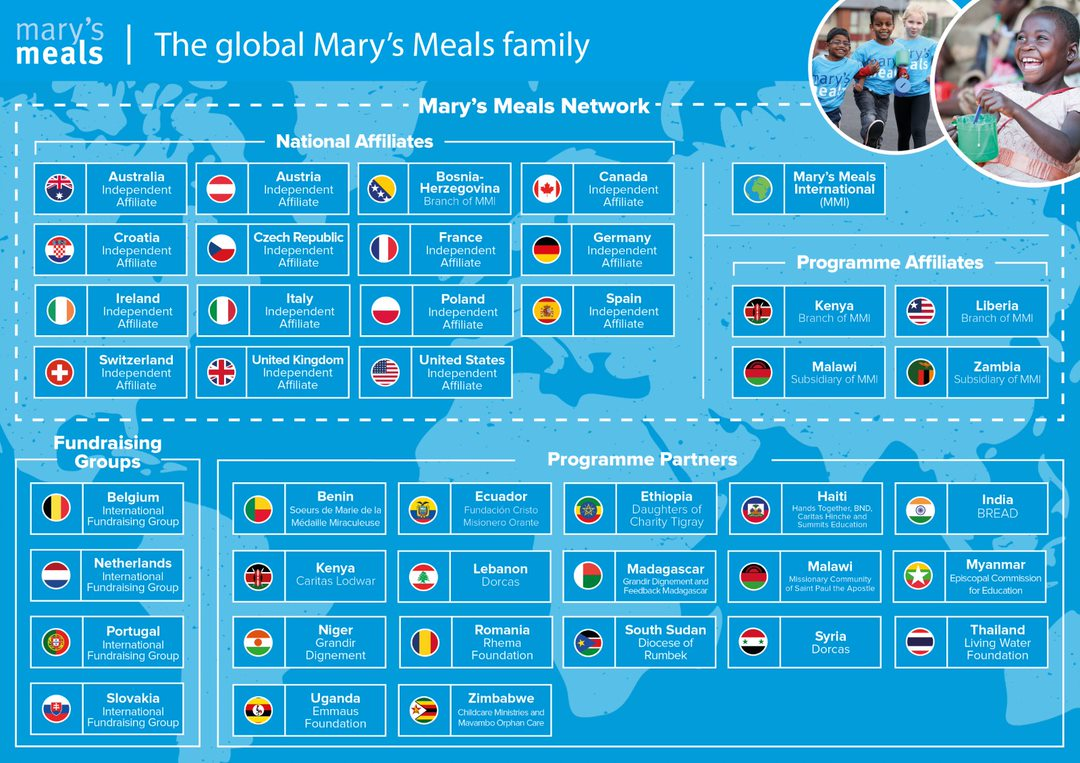 mary's
meals
The global Mary's Meals family
mary's
meals
mary's
meals
Mary's Meals Network
National Affiliates
Australia
Independent
Affiliate
Austria
Independent
Affiliate
Bosnia-
Herzegovina
Branch of MMI
Canada
Independent
Affiliate
Croatia
Independent
Affiliate
Czech Republic
Independent
Affiliate
France
Independent
Affiliate
Germany
Independent
Affiliate
Ireland
Independent
Affiliate
Italy
Independent
Affiliate
Poland
Independent
Affiliate
Spain
Independent
Affiliate
Switzerland
Independent
Affiliate
United Kingdom
Independent
Affiliate
United States
Independent
Affiliate
Mary's Meals
International
(MMI)
Programme Affiliates
Kenya
Branch of MMI
Liberia
Branch of MMI
Malawi
Subsidiary of MMI
Zambia
Subsidiary of MMI
Fundraising
Groups
Belgium
International
Fundraising Group
Netherlands
International
Fundraising Group
Portugal
International
Fundraising Group
Slovakia
International
Fundraising Group
Programme Partners
Benin
Soeurs de Marie de la
Médaille Miraculeuse
Ecuador
Fundación Cristo
Misionero Orante
Ethiopia
Daughters of
Charity Tigray
Haiti
Hands Together, BND,
Caritas Hinche and
Summits Education
India
BREAD
Kenya
Caritas Lodwar
Lebanon
Dorcas
Madagascar
Grandir Dignement and
Feedback Madagascar
Malawi
Missionary Community
of Saint Paul the Apostle
Myanmar
Episcopal Commission
for Education
Niger
Grandir
Dignement
Romania
Rhema
Foundation
South Sudan
Diocese of
Rumbek
Syria
Dorcas
Thailand
Living Water
Foundation
Uganda
Emmaus
Foundation
Zimbabwe
Childcare Ministries and
Mavambo Orphan Care